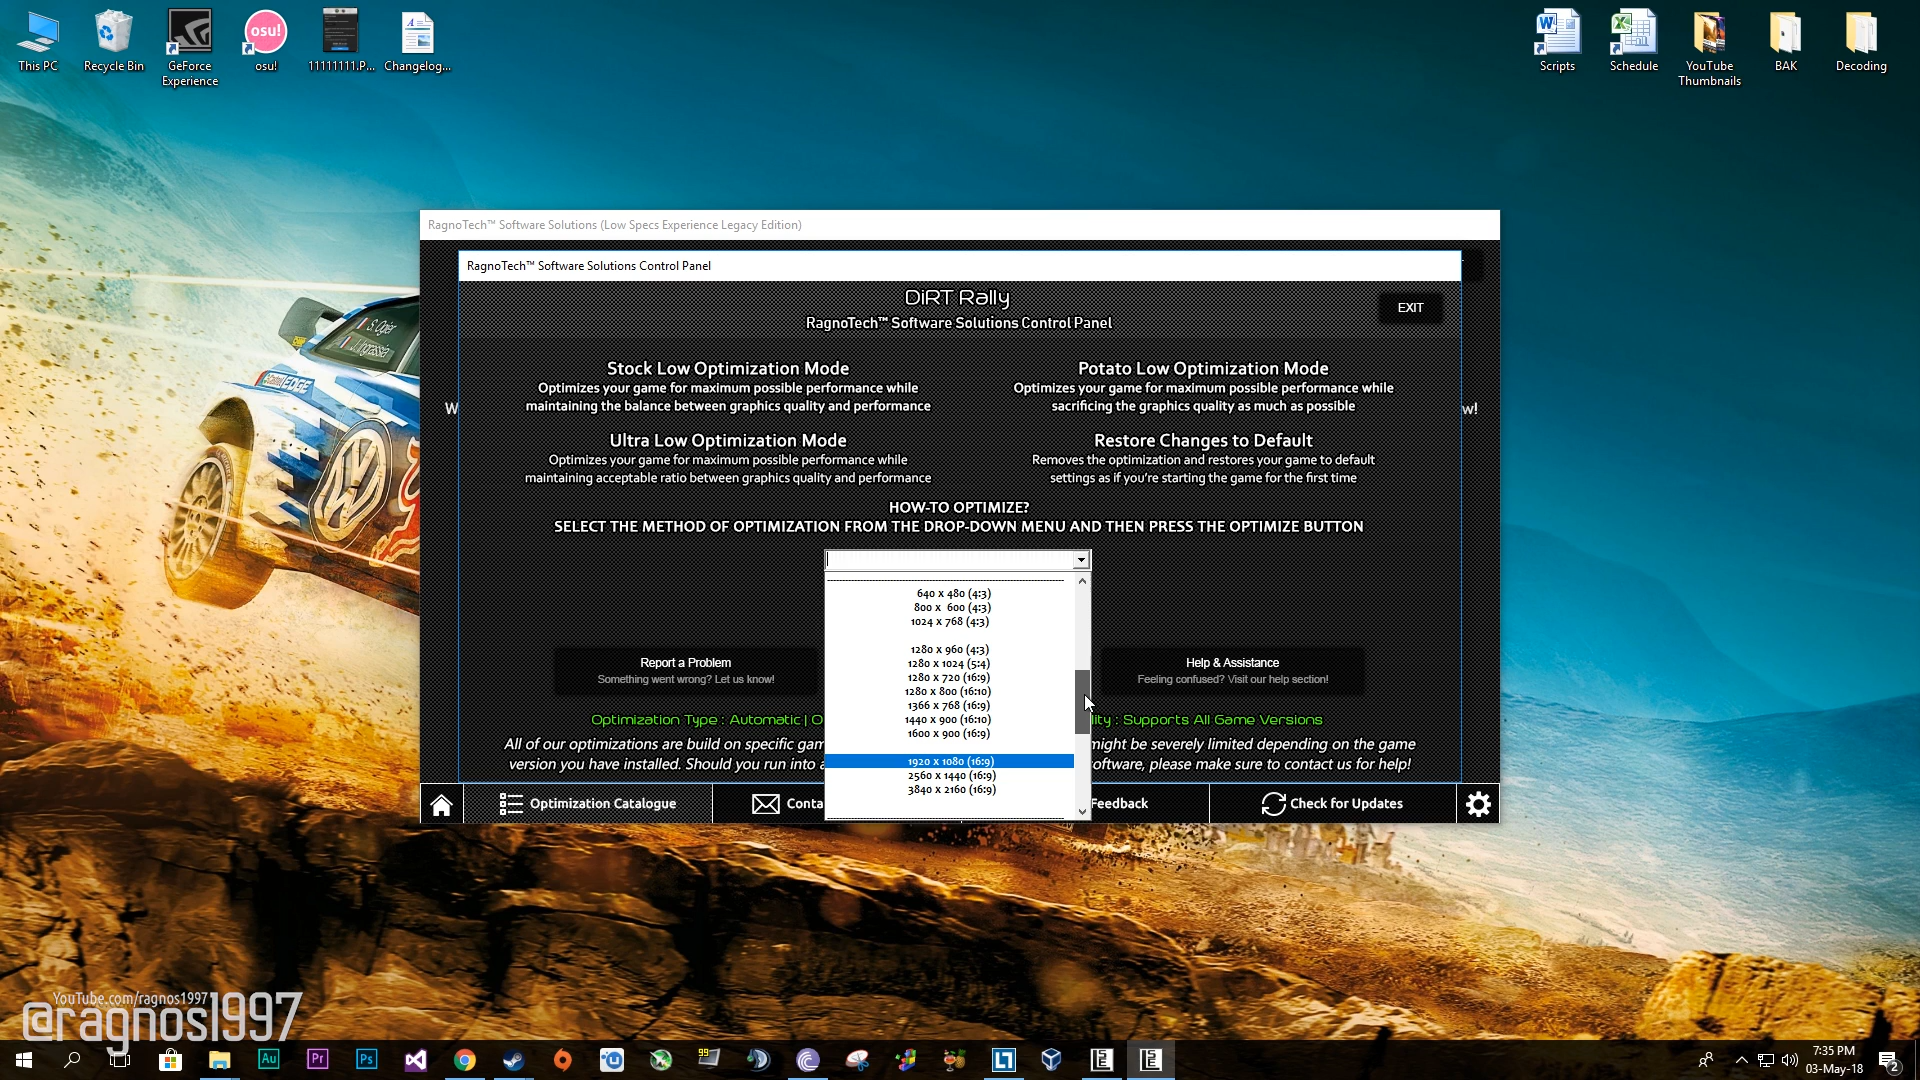 This PC
Recycle Bin
GeForce Experience
osu!
osu!
11111111.P...
Changelog...
Scripts
Schedule
YouTube Thumbnails
BAK
Decoding
RagnoTech™ Software Solutions (Low Specs Experience Legacy Edition)
RagnoTech™ Software Solutions Control Panel
DiRT Rally
RagnoTech™ Software Solutions Control Panel
EXIT
Stock Low Optimization Mode
Optimizes your game for maximum possible performance while
maintaining the balance between graphics quality and performance
Potato Low Optimization Mode
Optimizes your game for maximum possible performance while
sacrificing the graphics quality as much as possible
W
w!
Ultra Low Optimization Mode
Optimizes your game for maximum possible performance while
maintaining acceptable ratio between graphics quality and performance
Restore Changes to Default
Removes the optimization and restores your game to default
settings as if you're starting the game for the first time
HOW-TO OPTIMIZE?
SELECT THE METHOD OF OPTIMIZATION FROM THE DROP-DOWN MENU AND THEN PRESS THE OPTIMIZE BUTTON
640 x 480 (4:3)
800 x 600 (4:3)
1024 x 768 (4:3)
1280 x 960 (4:3)
1280 x 1024 (5:4)
1280 x 720 (16:9)
1280 x 800 (16:10)
1366 x 768 (16:9)
1440 x 900 (16:10)
1600 x 900 (16:9)
1920 x 1080 (16:9)
2560 x 1440 (16:9)
3840 x 2160 (16:9)
Report a Problem
Something went wrong? Let us know!
Help & Assistance
Feeling confused? Visit our help section!
Optimization Type : Automatic | O
lity : Supports All Game Versions
All of our optimizations are build on specific gam
might be severely limited depending on the game
version you have installed. Should you run into a
software, please make sure to contact us for help!
Optimization Catalogue
Conta
Feedback
Check for Updates
S. Ogier
J. Ingrassia
YouTube.com/ragnos1997
@ragnos1997
Au
Pr
Ps
99
7:35 PM
03-May-18
2